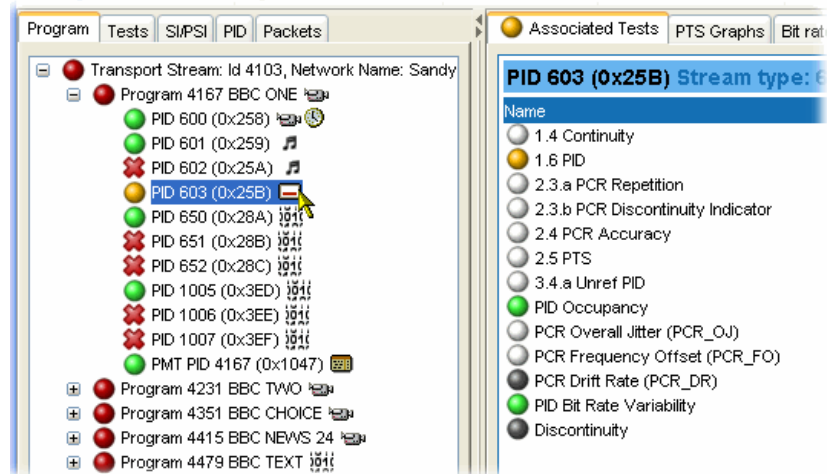 Program Tests SI/PSI PID Packets
Transport Stream: Id 4103, Network Name: Sandy
Program 4167 BBC ONE
PID 600 (0x258)
PID 601 (0x259)
PID 602 (0x25A)
PID 603 (0x25B)
PID 650 (0x28A)
PID 651 (0x28B)
PID 652 (0x28C)
PID 1005 (0x3ED)
PID 1006 (0x3EE)
PID 1007 (0x3EF)
PMT PID 4167 (0x1047)
Program 4231 BBC TWO
Program 4351 BBC CHOICE
Program 4415 BBC NEWS 24
Program 4479 BBC TEXT
Associated Tests PTS Graphs Bit rat
PID 603 (0x25B) Stream type: 6
Name
1.4 Continuity
1.6 PID
2.3.a PCR Repetition
2.3.b PCR Discontinuity Indicator
2.4 PCR Accuracy
2.5 PTS
3.4.a Unref PID
PID Occupancy
PCR Overall Jitter (PCR_OJ)
PCR Frequency Offset (PCR_FO)
PCR Drift Rate (PCR_DR)
PID Bit Rate Variability
Discontinuity